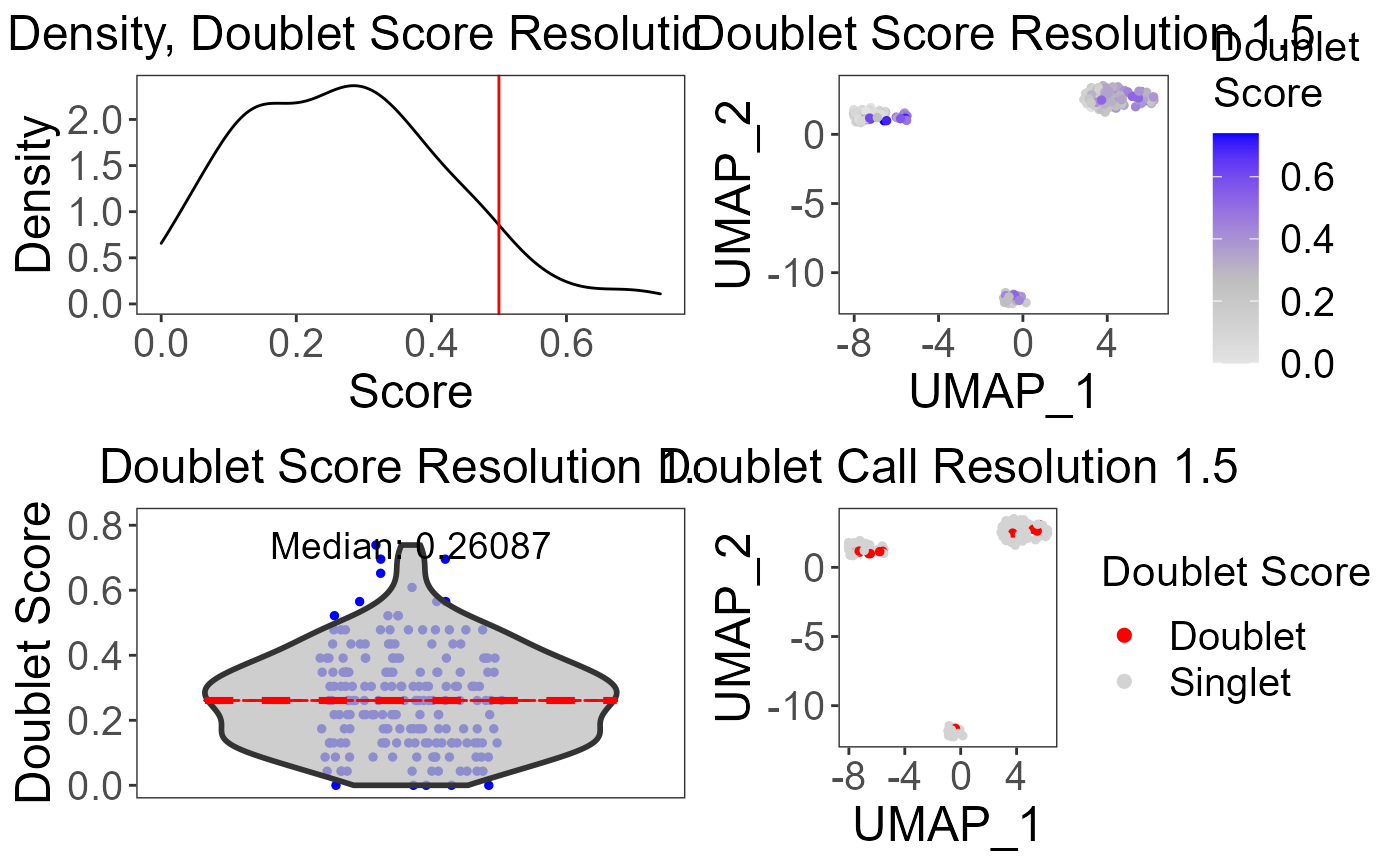 Density, Doublet Score Resolutic
Density
2.0
1.5
1.0
0.5
0.0
0.0 0.2 0.4 0.6
Score
Doublet Score Resolution 1.5
UMAP_2
0
-5
-10
-8 -4 0 4
UMAP_1
Doublet
Score
0.6
0.4
0.2
0.0
Doublet Score Resolution 1.
Doublet Score
0.8
0.6
0.4
0.2
0.0
Median: 0.26087
Doublet Call Resolution 1.5
UMAP_2
0
-5
-10
-8 -4 0 4
UMAP_1
Doublet Score
Doublet
Singlet